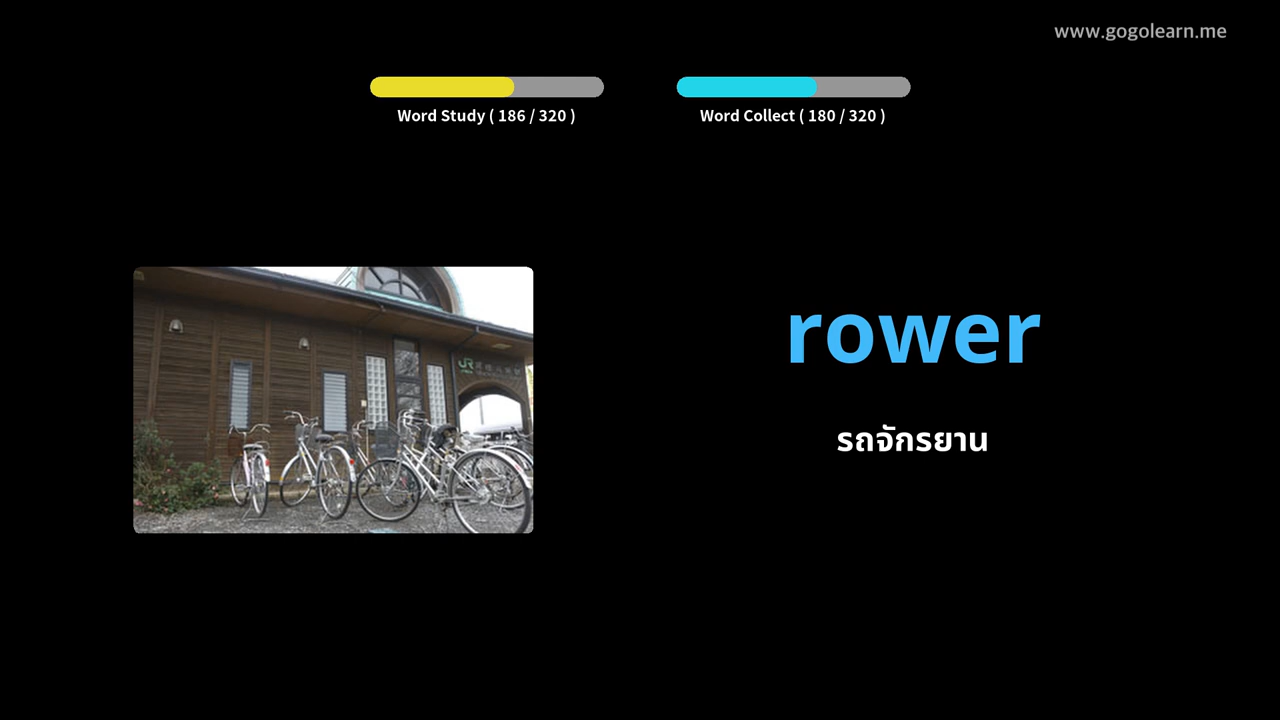 www.gogolearn.me
Word Study ( 186 / 320 )
Word Collect ( 180 / 320 )
JR
rower
รถจักรยาน